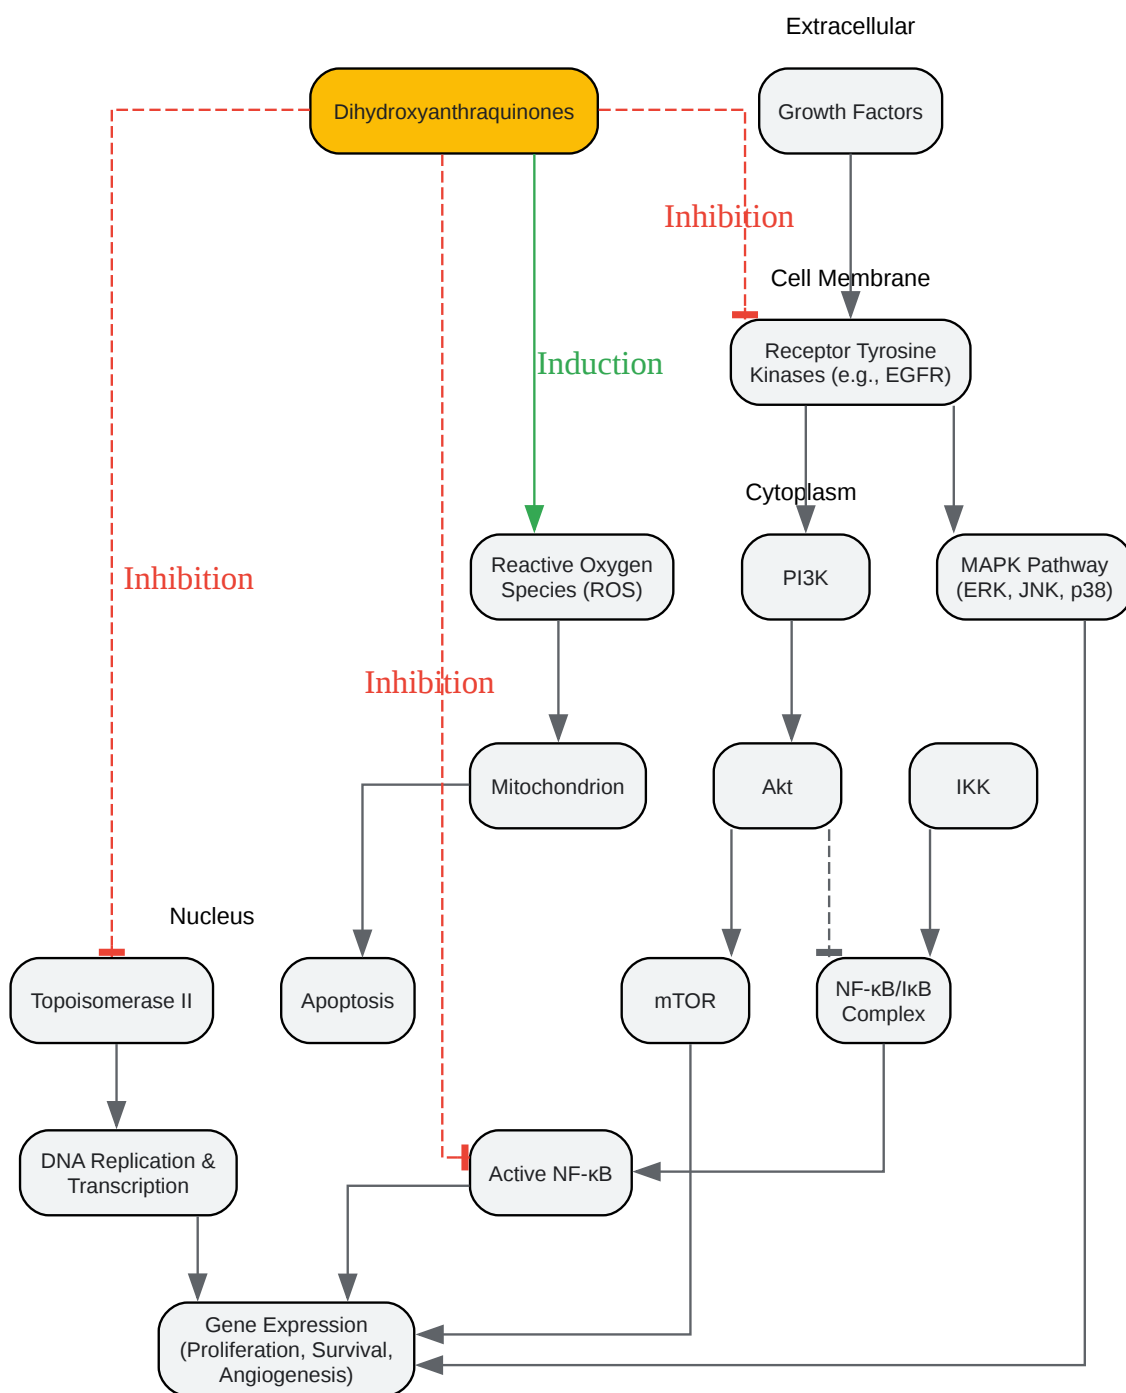 Extracellular
Dihydroxyanthraquinones
Growth Factors
Inhibition
Cell Membrane
Receptor Tyrosine
Kinases (e.g., EGFR)
Induction
Cytoplasm
Inhibition
Reactive Oxygen
Species (ROS)
PI3K
MAPK Pathway
(ERK, JNK, p38)
Inhibition
Mitochondrion
Akt
IKK
Nucleus
Topoisomerase II
Apoptosis
mTOR
NF-κB/IκB
Complex
DNA Replication &
Transcription
Active NF-κB
Gene Expression
(Proliferation, Survival,
Angiogenesis)